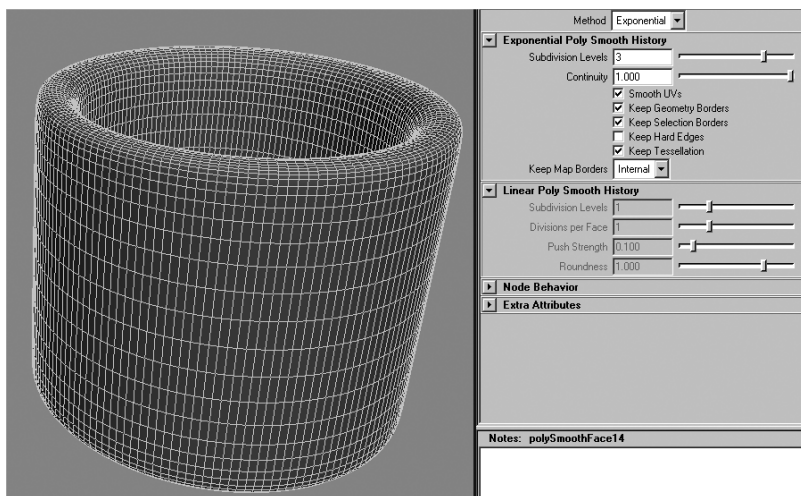 Method Exponential
Exponential Poly Smooth History
Subdivision Levels 3
Continuity 1.000
Smooth UVs
Keep Geometry Borders
Keep Selection Borders
Keep Hard Edges
Keep Tessellation
Keep Map Borders Internal
Linear Poly Smooth History
Subdivision Levels 1
Divisions per Face 1
Push Strength 0.100
Roundness 1.000
Node Behavior
Extra Attributes
Notes: polySmoothFace14